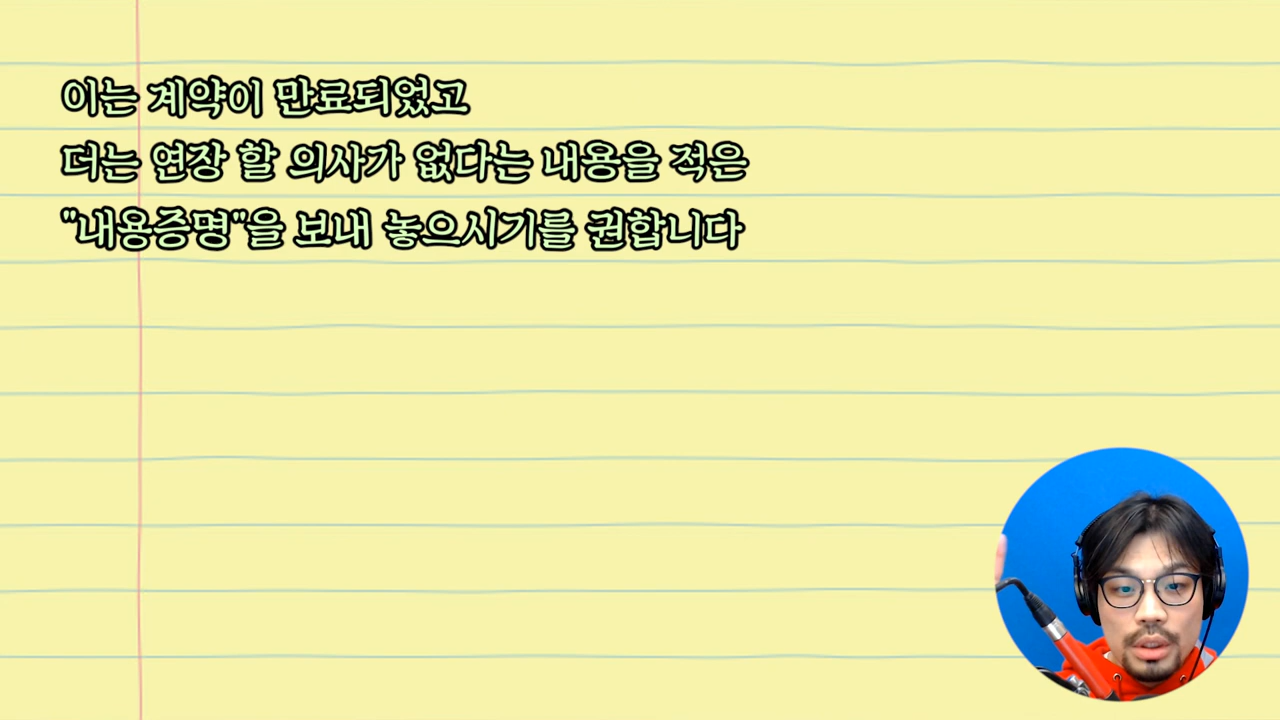 이는 계약이 만료되었고
더는 연장 할 의사가 없다는 내용을 적은
"내용증명"을 보내 놓으시기를 권합니다